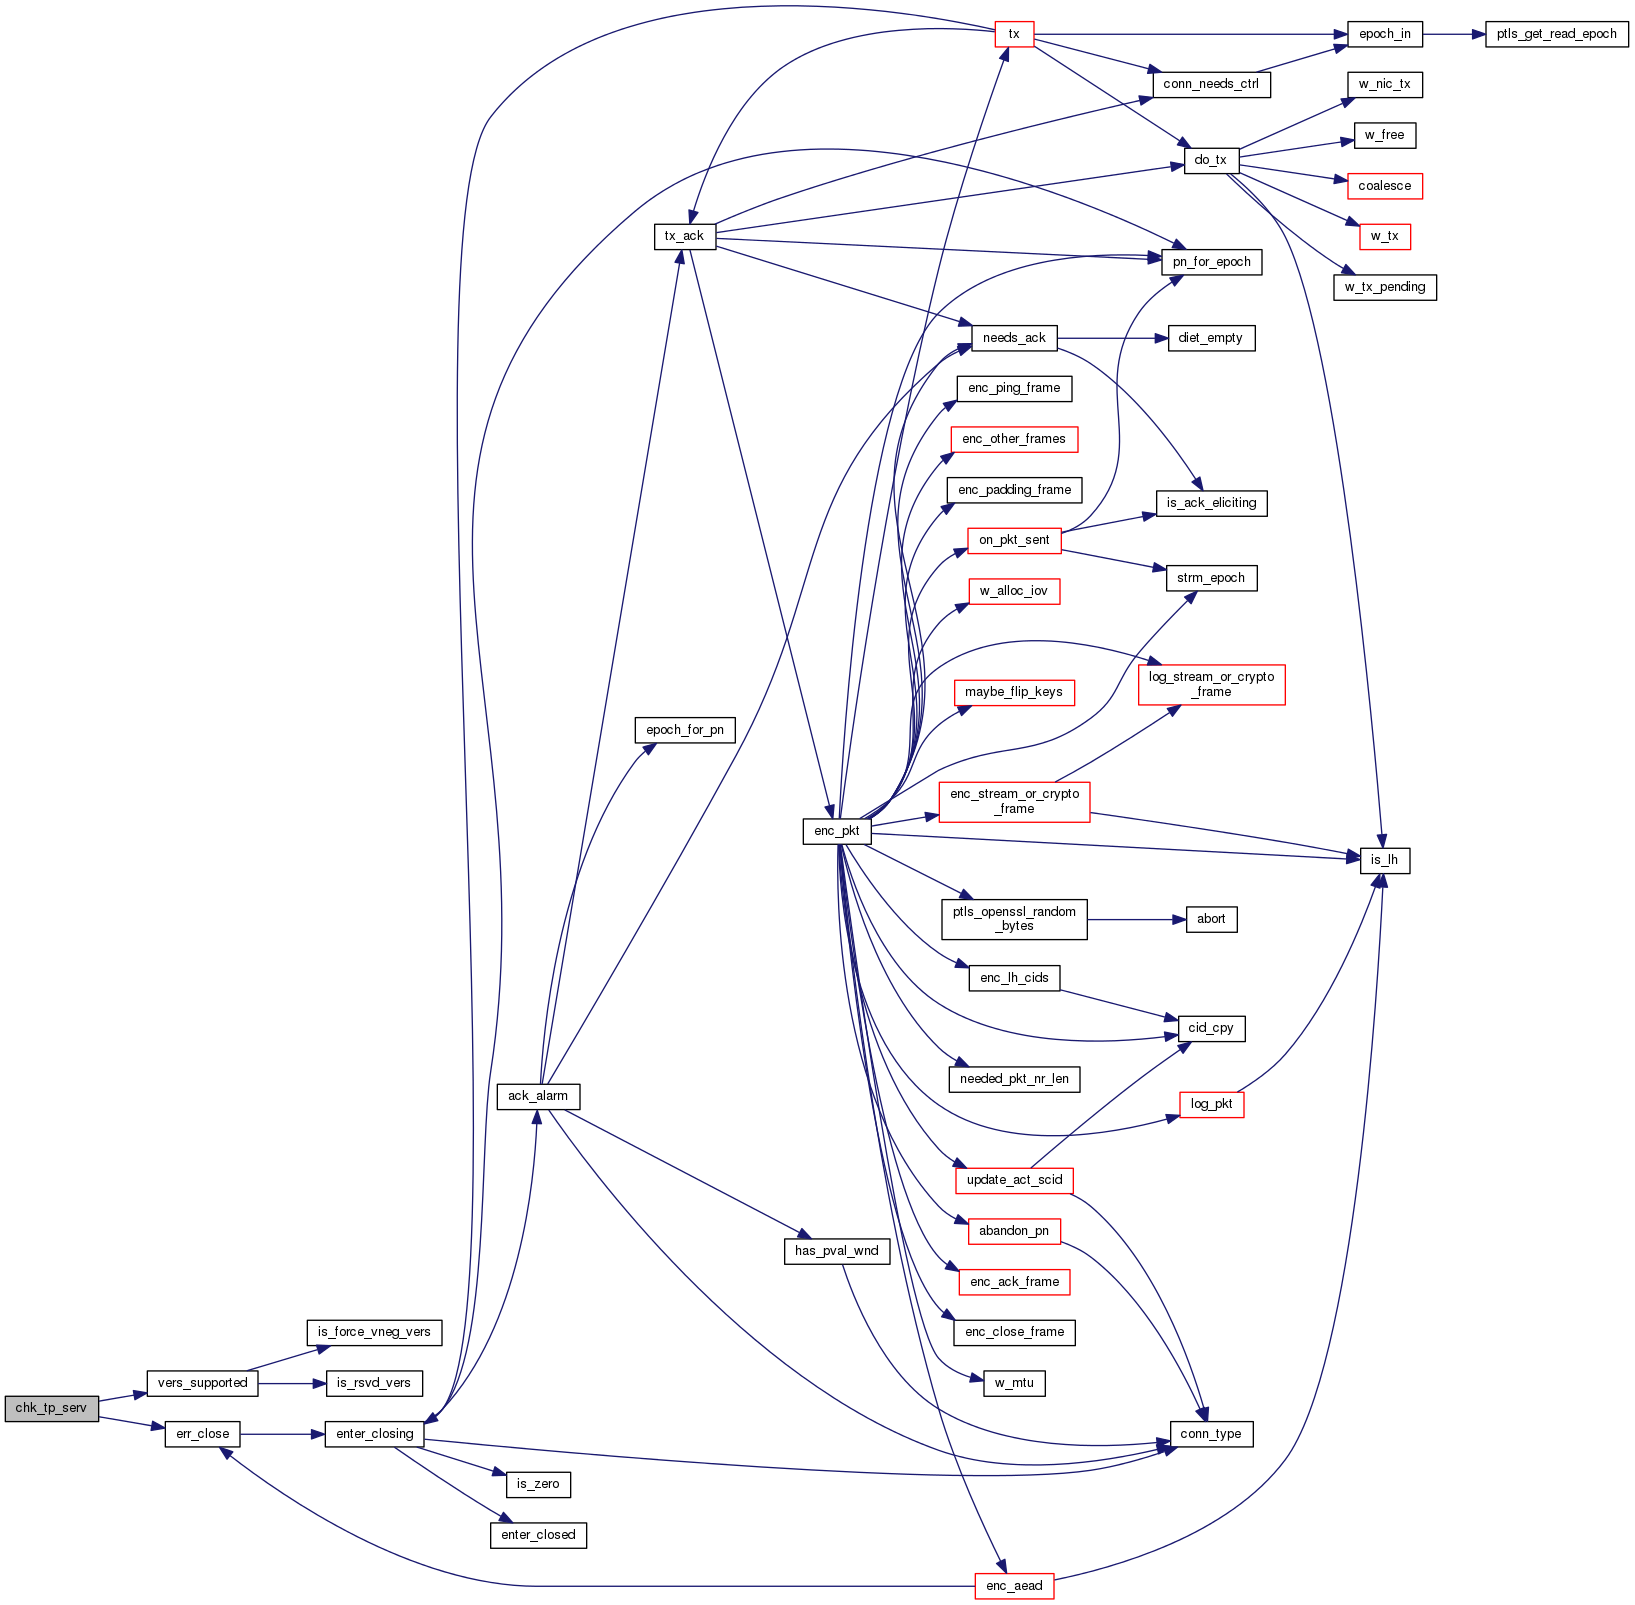 tx
epoch_in
ptls_get_read_epoch
conn_needs_ctrl
w_nic_tx
w_free
do_tx
coalesce
tx_ack
w_tx
pn_for_epoch
w_tx_pending
needs_ack
diet_empty
enc_ping_frame
enc_other_frames
enc_padding_frame
is_ack_eliciting
on_pkt_sent
strm_epoch
w_alloc_iov
log_stream_or_crypto
_frame
maybe_flip_keys
epoch_for_pn
enc_stream_or_crypto
_frame
enc_pkt
is_lh
ptls_openssl_random
_bytes
abort
enc_lh_cids
cid_cpy
needed_pkt_nr_len
ack_alarm
log_pkt
update_act_scid
abandon_pn
has_pval_wnd
enc_ack_frame
is_force_vneg_vers
enc_close_frame
vers_supported
is_rsvd_vers
w_mtu
chk_tp_serv
err_close
enter_closing
conn_type
is_zero
enter_closed
enc_aead